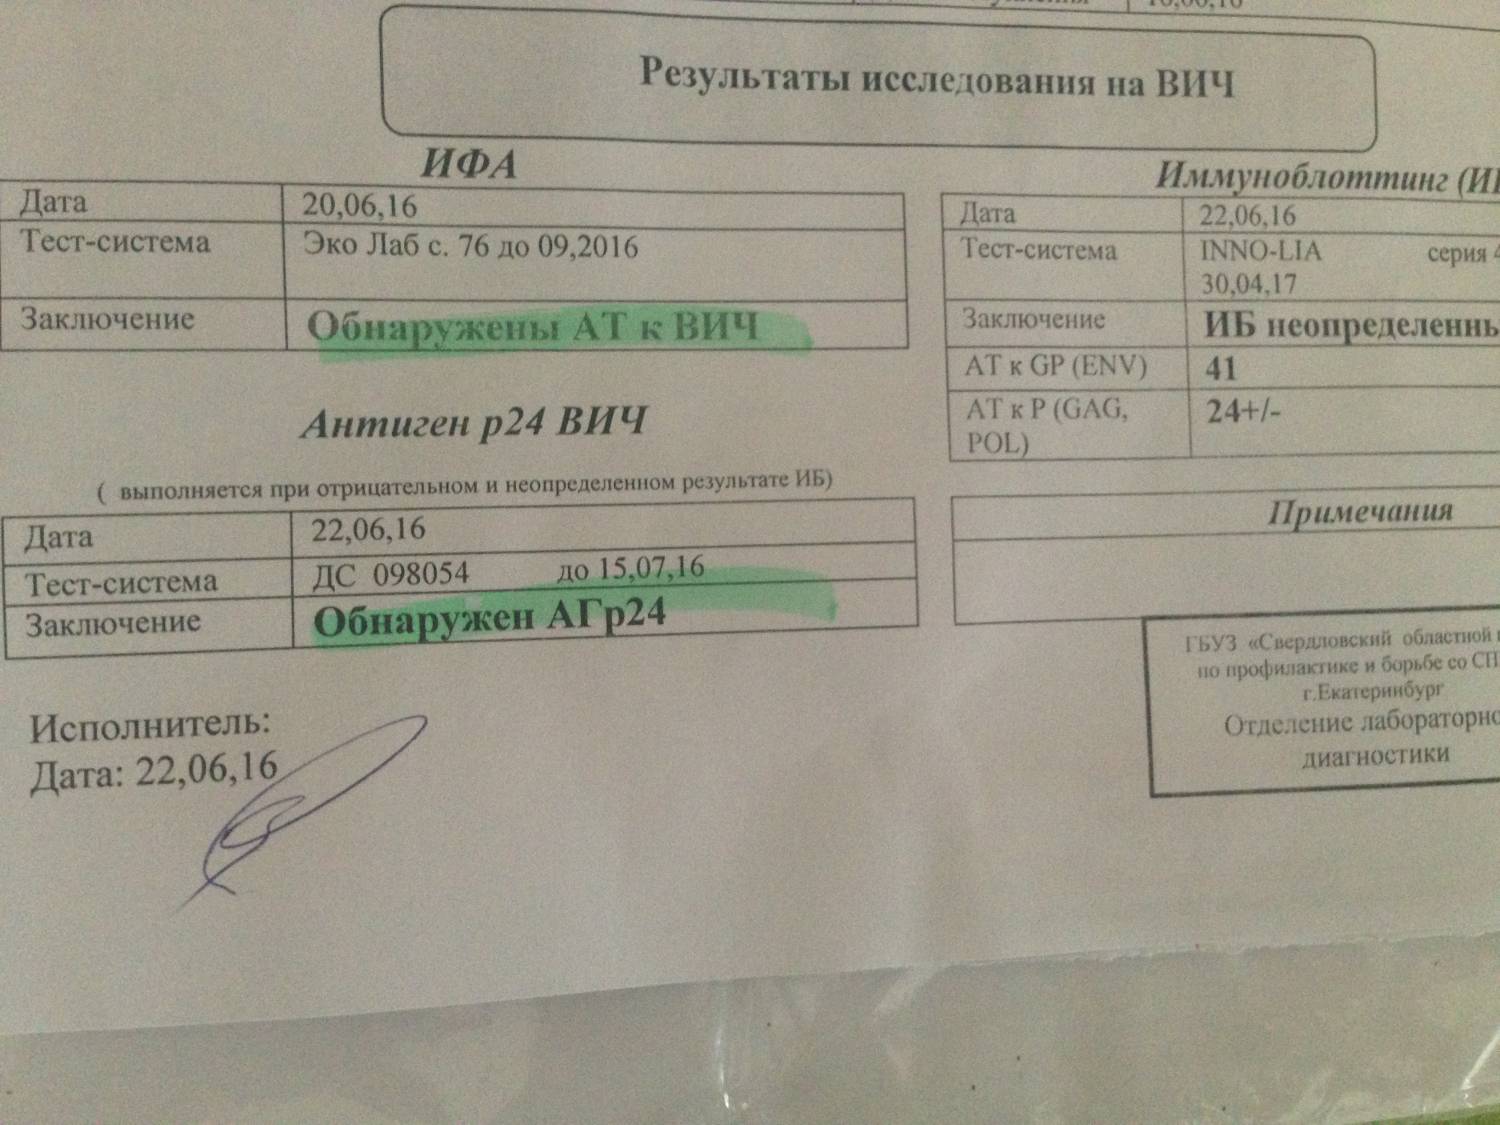 Результаты исследования на ВИЧ
ИФА
Дата 20,06,16
Тест-система Эко Лаб с. 76 до 09,2016
Заключение Обнаружены АТ к ВИЧ
Антиген р24 ВИЧ
( выполняется при отрицательном и неопределенном результате ИБ)
Дата 22,06,16
Тест-система ДС 098054 до 15,07,16
Заключение Обнаружен АГр24
Исполнитель:
Дата: 22,06,16
Иммуноблоттинг
Дата 22,06,16
Тест-система INNO-LIA серия
30,04,17
Заключение ИБ
АТ к GP (ENV) 41
АТ к Р (GAG, 24+/-
POL)
Примечания
ГБУЗ «Свердловский областной
по профилактике и борьбе со
г.Екатеринбург
Отделение
диагностики